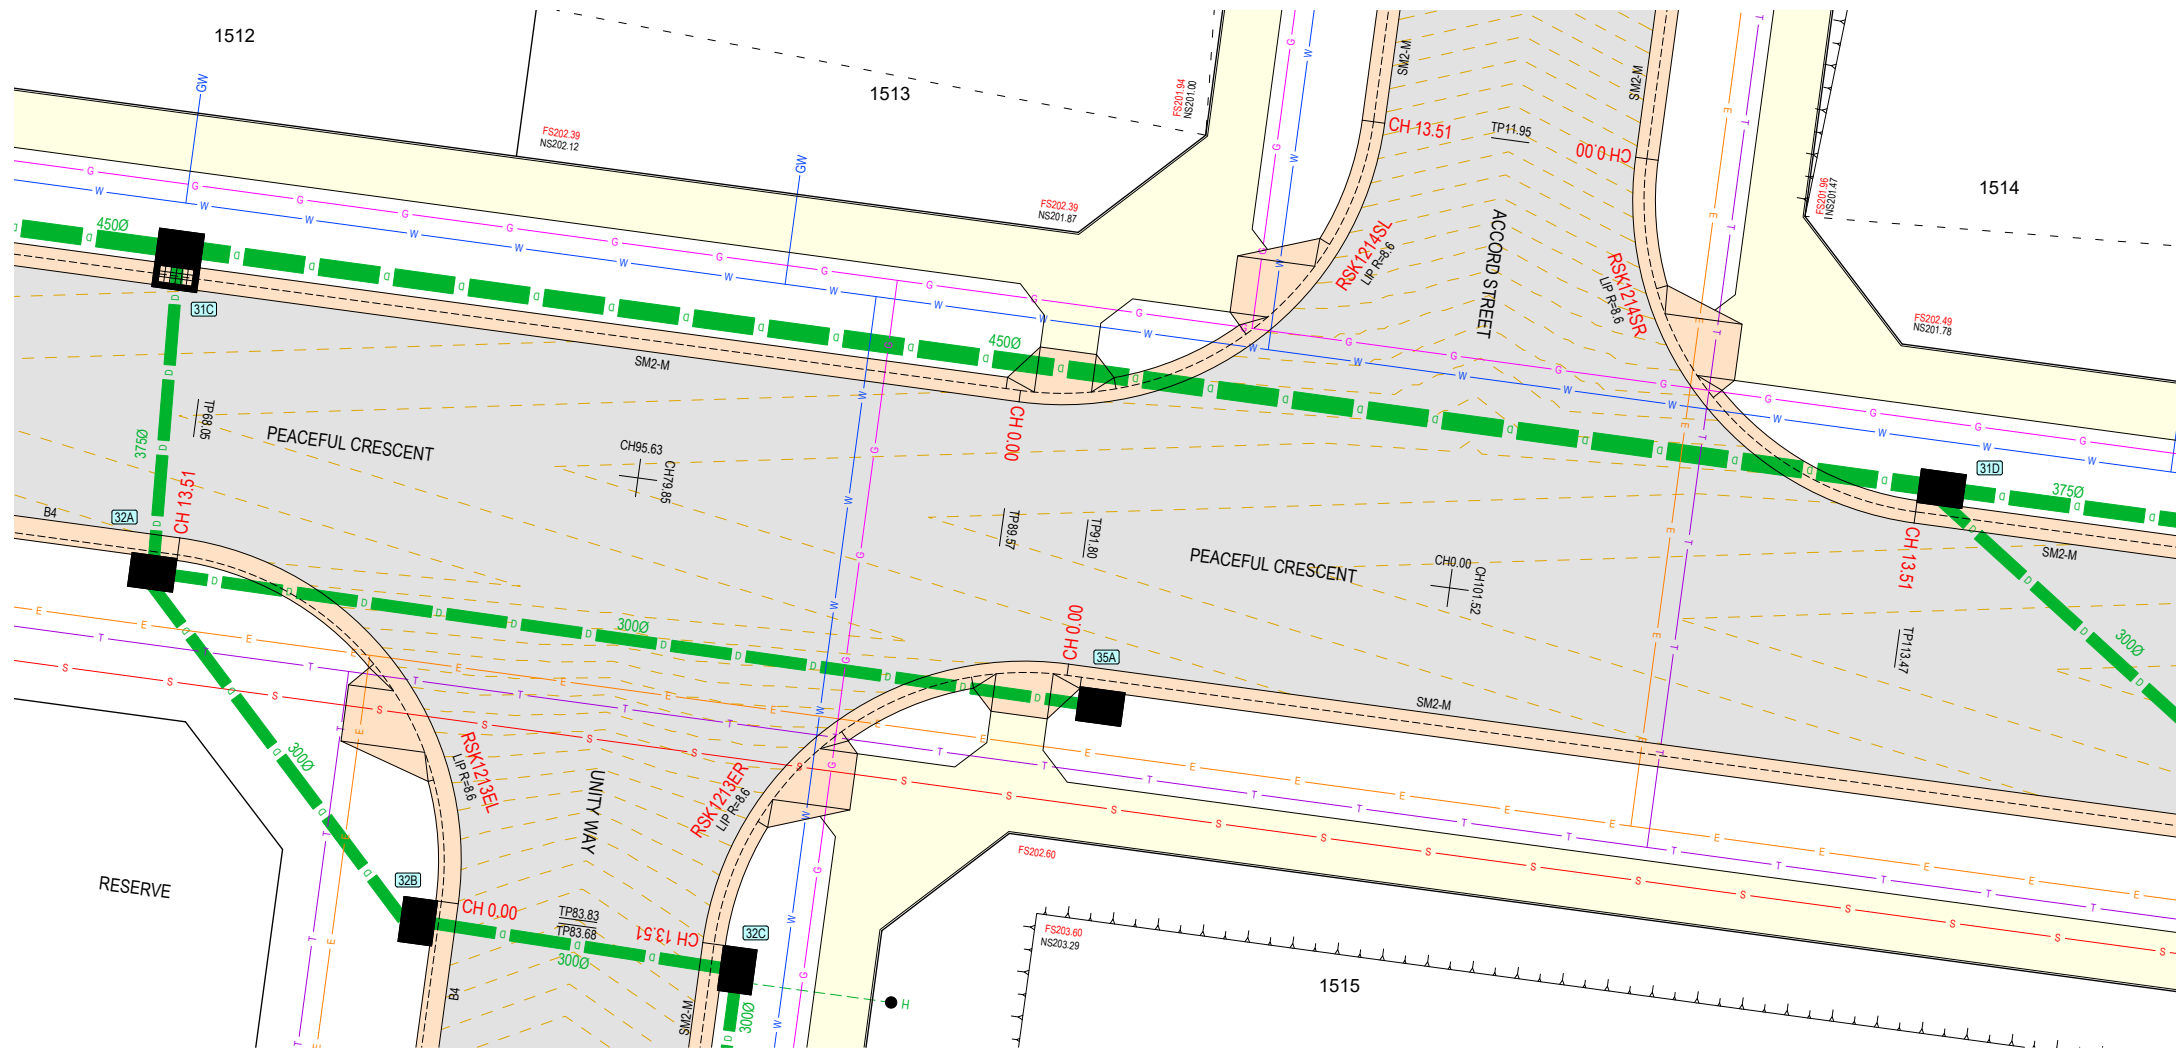 1512
1513
1514
1515
RESERVE
GW
GW
FS202.39
NS202.12
FS202.39
NS201.87
FS201.94
NS201.00
FS201.96
NS201.47
FS202.49
NS201.78
FS202.60
FS203.60
NS203.29
SM2-M
SM2-M
CH 13.51
TP11.95
CH 0.00
RSK1214SL
LIP R=8.6
ACCORD STREET
RSK1214SR
LIP R=8.6
450Ø
31C
375Ø
TP68.05
PEACEFUL CRESCENT
SM2-M
CH95.63
CH79.85
450Ø
CH 0.00
TP89.57
TP91.80
PEACEFUL CRESCENT
CH0.00
CH101.52
31D
375Ø
CH 13.51
SM2-M
300Ø
TP113.47
B4
32A
CH 13.51
300Ø
CH 0.00
35A
SM2-M
300Ø
RSK1213EL
LIP R=8.6
UNITY WAY
RSK1213ER
LIP R=8.6
32B
CH 0.00
TP83.83
TP83.68
CH 13.51
32C
300Ø
B4
SM2-M
300Ø
H